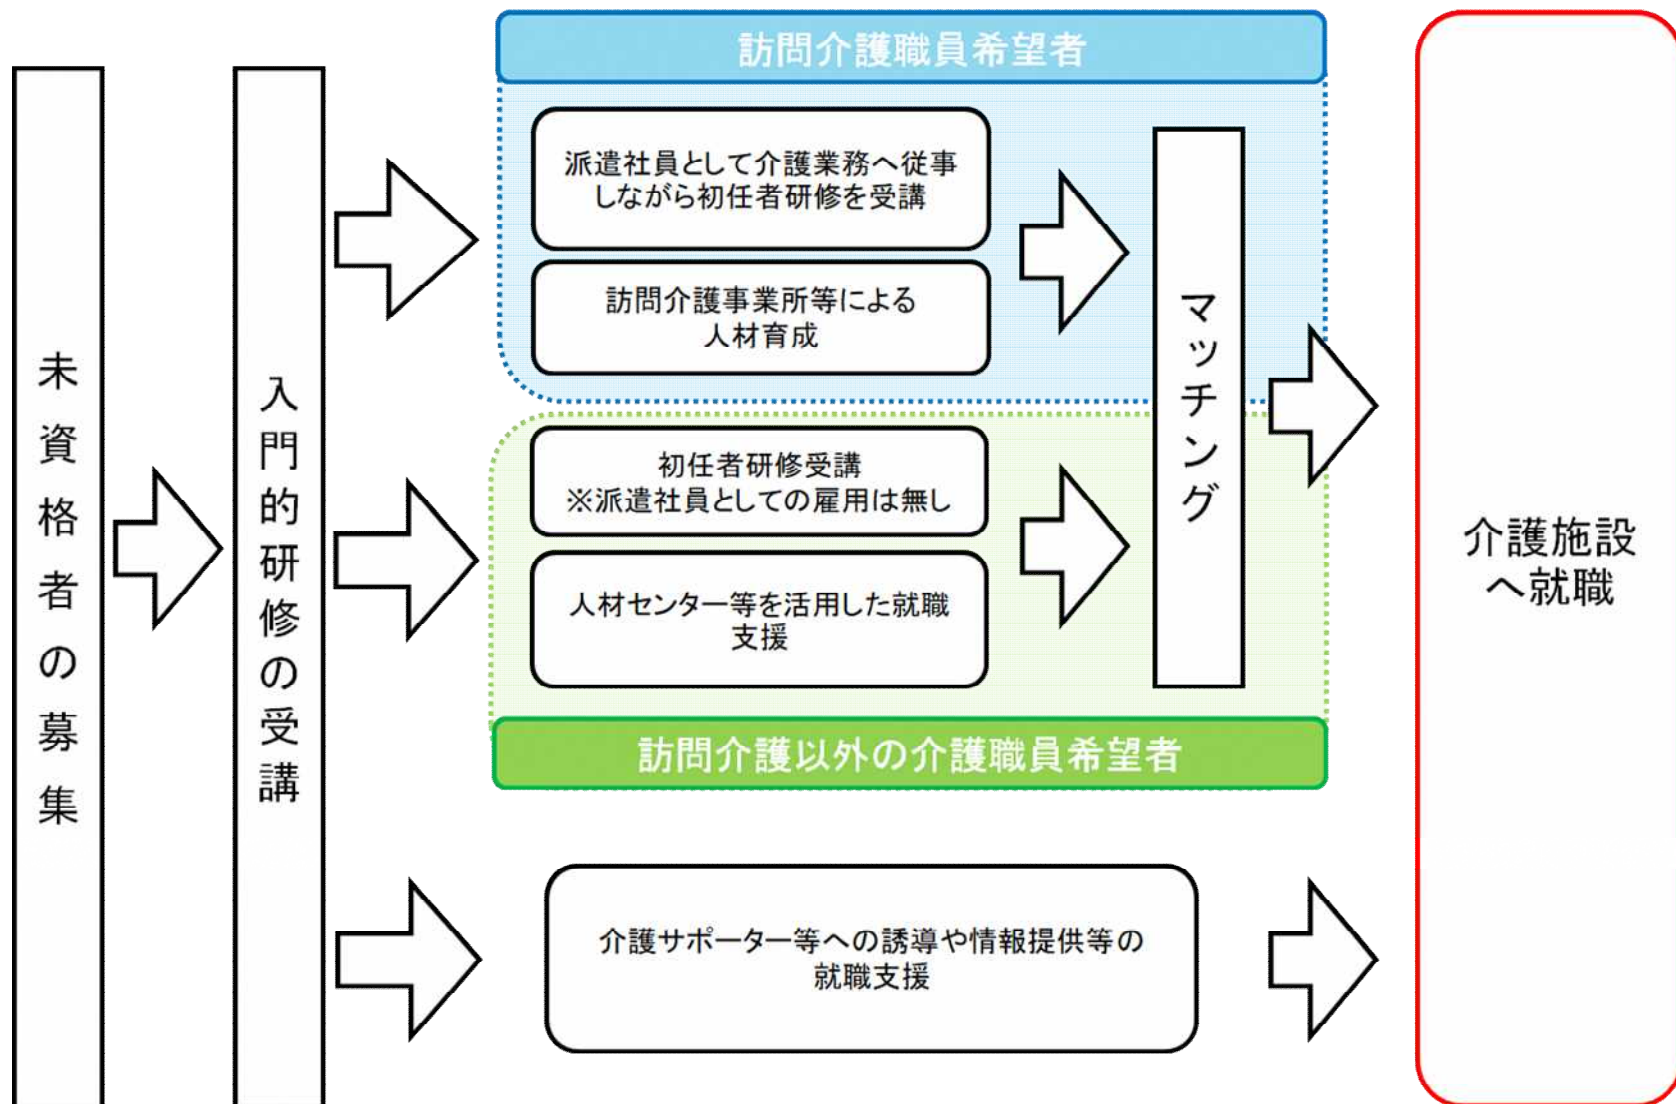 未資格者の募集
入門的研修の受講
訪問介護職員希望者
派遣社員として介護業務へ従事
しながら初任者研修を受講
訪問介護事業所等による
人材育成
初任者研修受講
※派遣社員としての雇用は無し
人材センター等を活用した就職
支援
訪問介護以外の介護職員希望者
マッチング
介護サポーター等への誘導や情報提供等の
就職支援
介護施設
へ就職